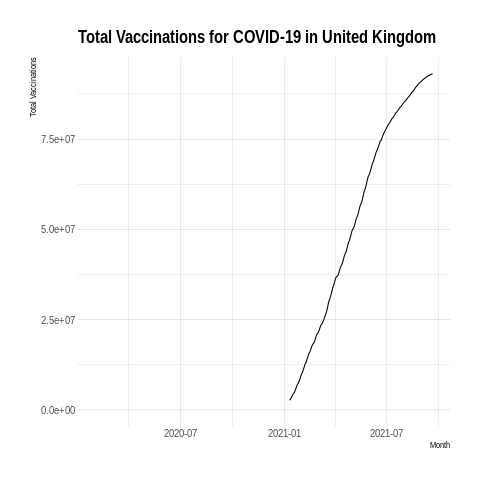 Total Vaccinations for COVID-19 in United Kingdom
Total Vaccinations
7.5e+07
5.0e+07
2.5e+07
0.0e+00
2020-07
2021-01
2021-07
Month